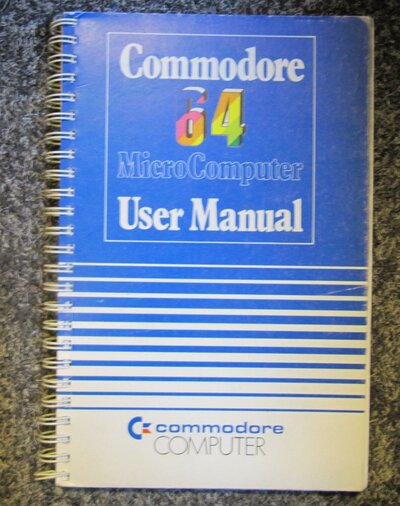 Commodore
64
MicroComputer
User Manual
commodore
COMPUTER